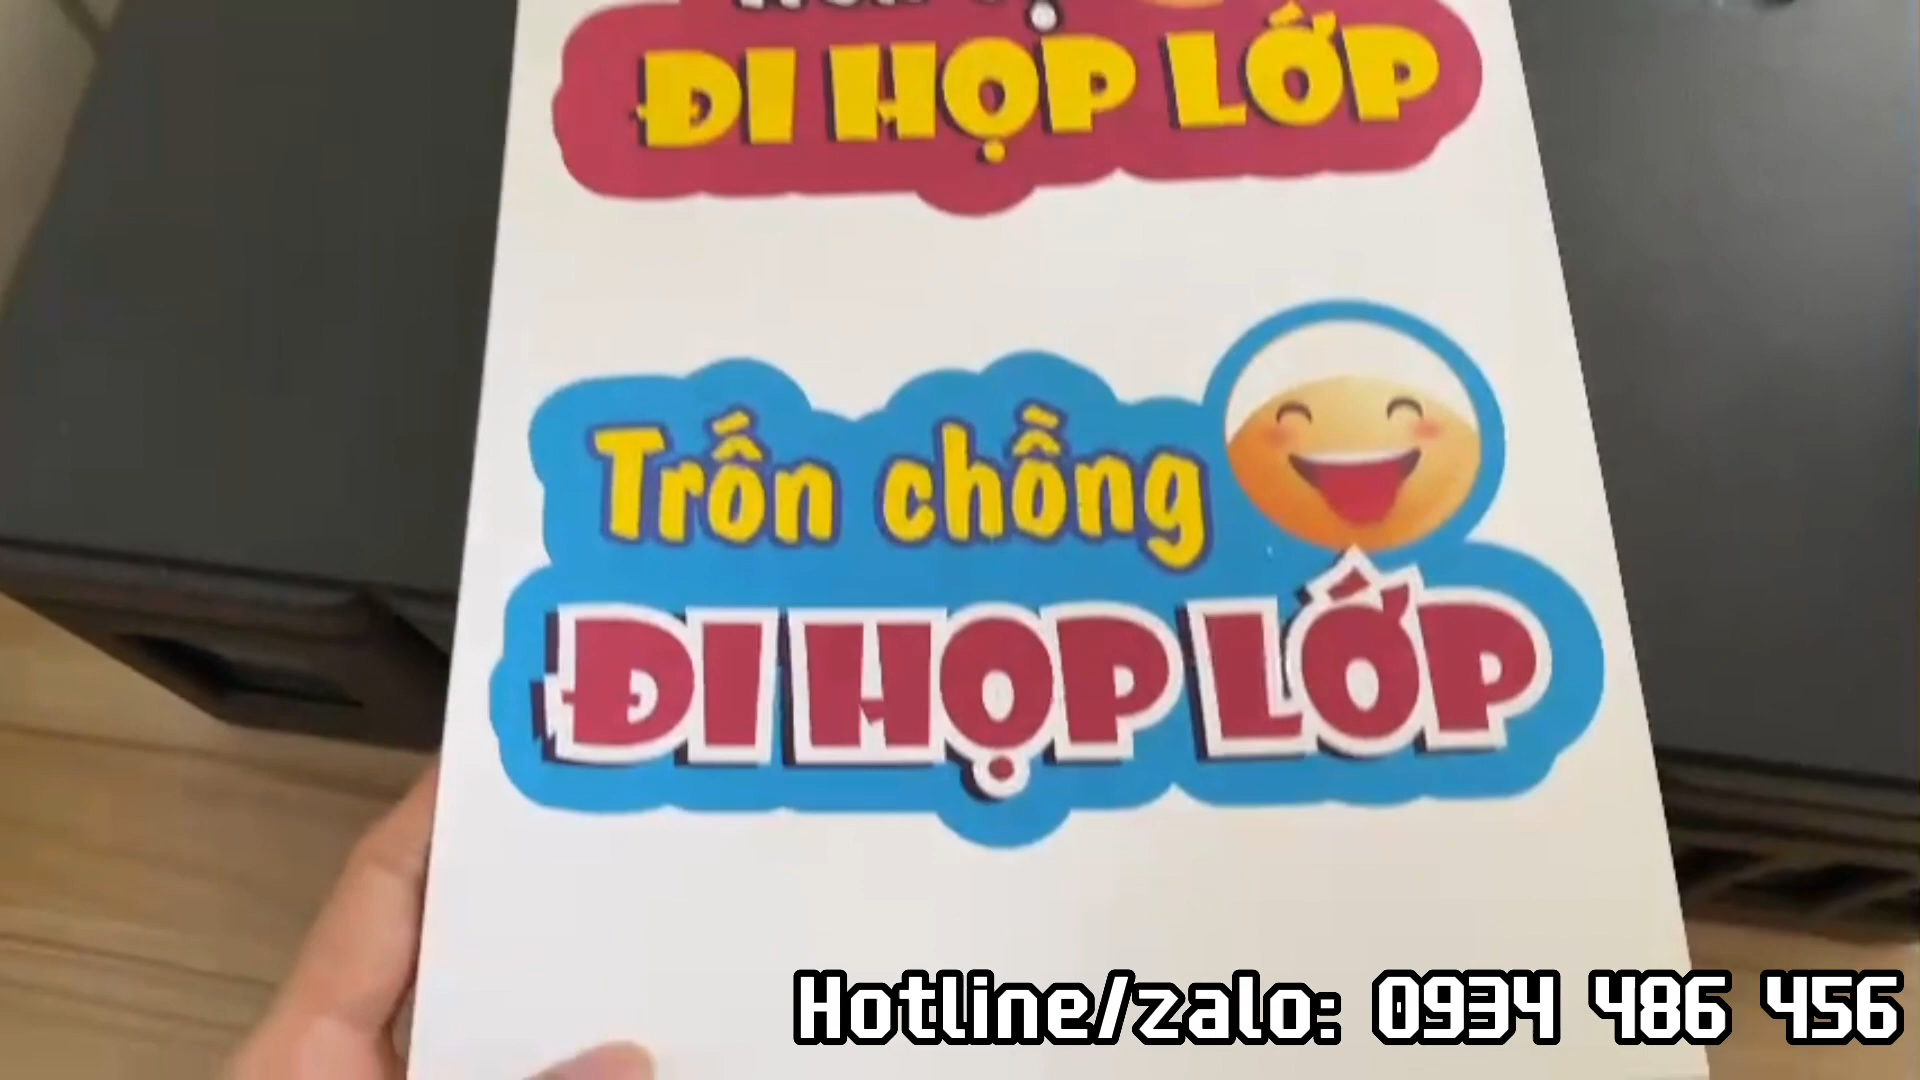 ĐI HỌP LỚP
Trốn chồng
ĐI HỌP LỚP
Hotline/zalo: 0934 486 456